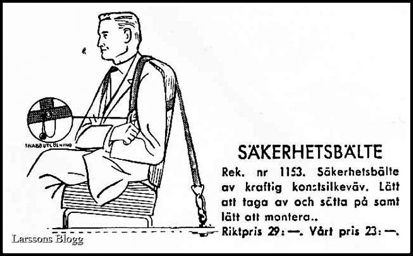 SNABBUTLÖSNING
SÄKERHETSBÄLTE
Rek. nr 1153. Säkerhetsbälte
av kraftig konstsilkeväv. Lätt
att taga av och sätta på samt
lätt att montera..
Riktpris 29:—. Vårt pris 23:—.
Larssons Blogg